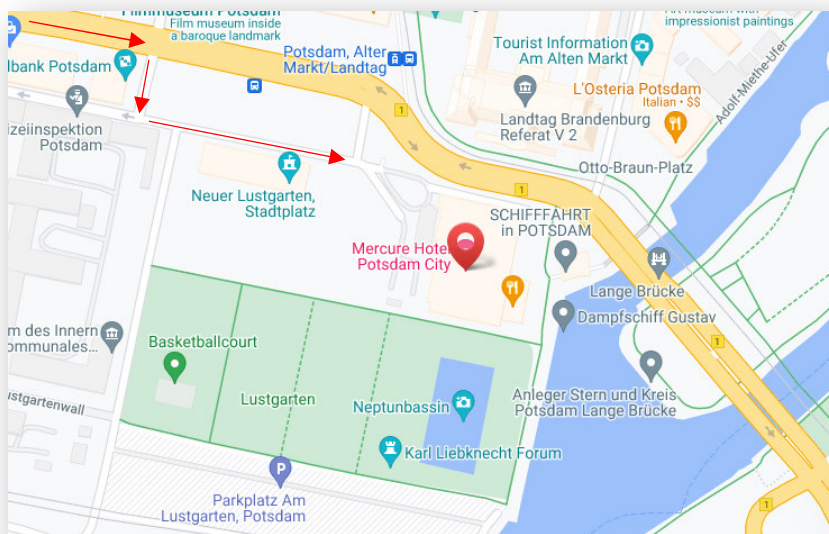 Filmmuseum Potsdam
Film museum inside
a baroque landmark
Potsdam, Alter
Markt/Landtag
Tourist Information
Am Alten Markt
Art museum with
impressionist paintings
lbank Potsdam
izeiinspektion
Potsdam
1
L'Osteria Potsdam
Italian • $$
Landtag Brandenburg
Referat V 2
Adolf-Miethe-Ufer
Otto-Braun-Platz
Neuer Lustgarten,
Stadtplatz
1
SCHIFFFAHRT
in POTSDAM
Mercure Hotel
Potsdam City
Lange Brücke
Dampfschiff Gustav
m des Innern
ommunales...
Basketballcourt
1
Anleger Stern und Kreis
Potsdam Lange Brücke
Lustgarten
Neptunbassin
ustgartenwall
Karl Liebknecht Forum
P
Parkplatz Am
Lustgarten, Potsdam
1